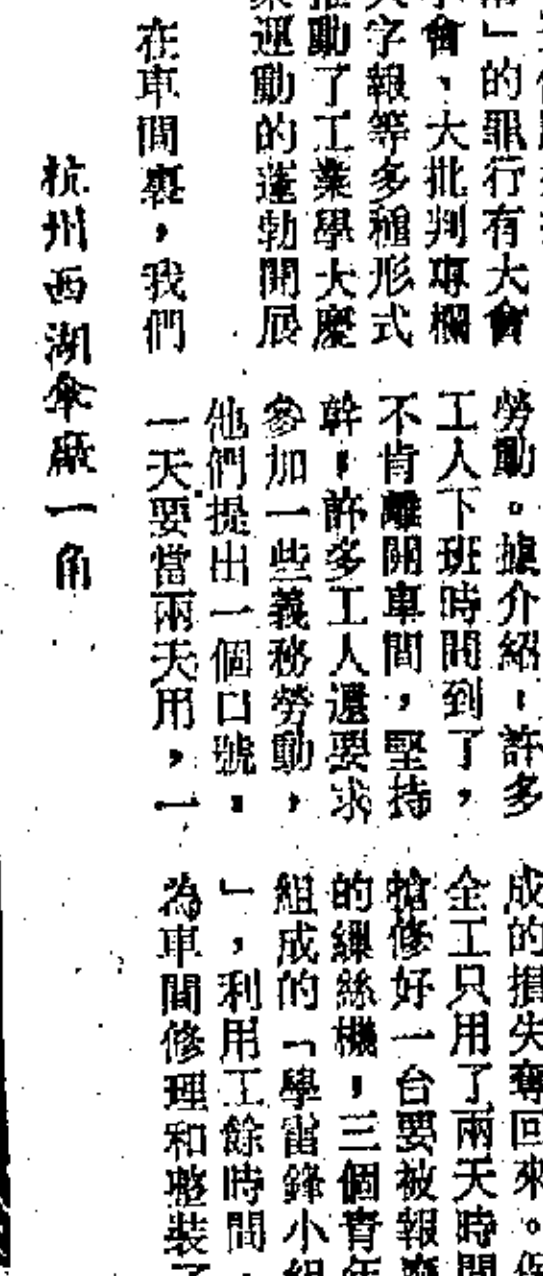 」的罪行有大會
會、大批判專欄
大字報等多種形式
推動了工業學大慶
運動的蓬勃開展
在車間裏，我們
勞動。據介紹，許多
工人下班時間到了，
不肯離開車間，堅持
幹，許多工人還要求
參加一些義務勞動，
他們提出一個口號，
一天要當兩天用，一
成的損失奪回來。保
全工只用了兩天時間
搶修好一台要被報廢
的繅絲機，三個青年
組成的「學雷鋒小組
」，利用工餘時間，
為車間修理和整裝了
杭州西湖傘廠一角